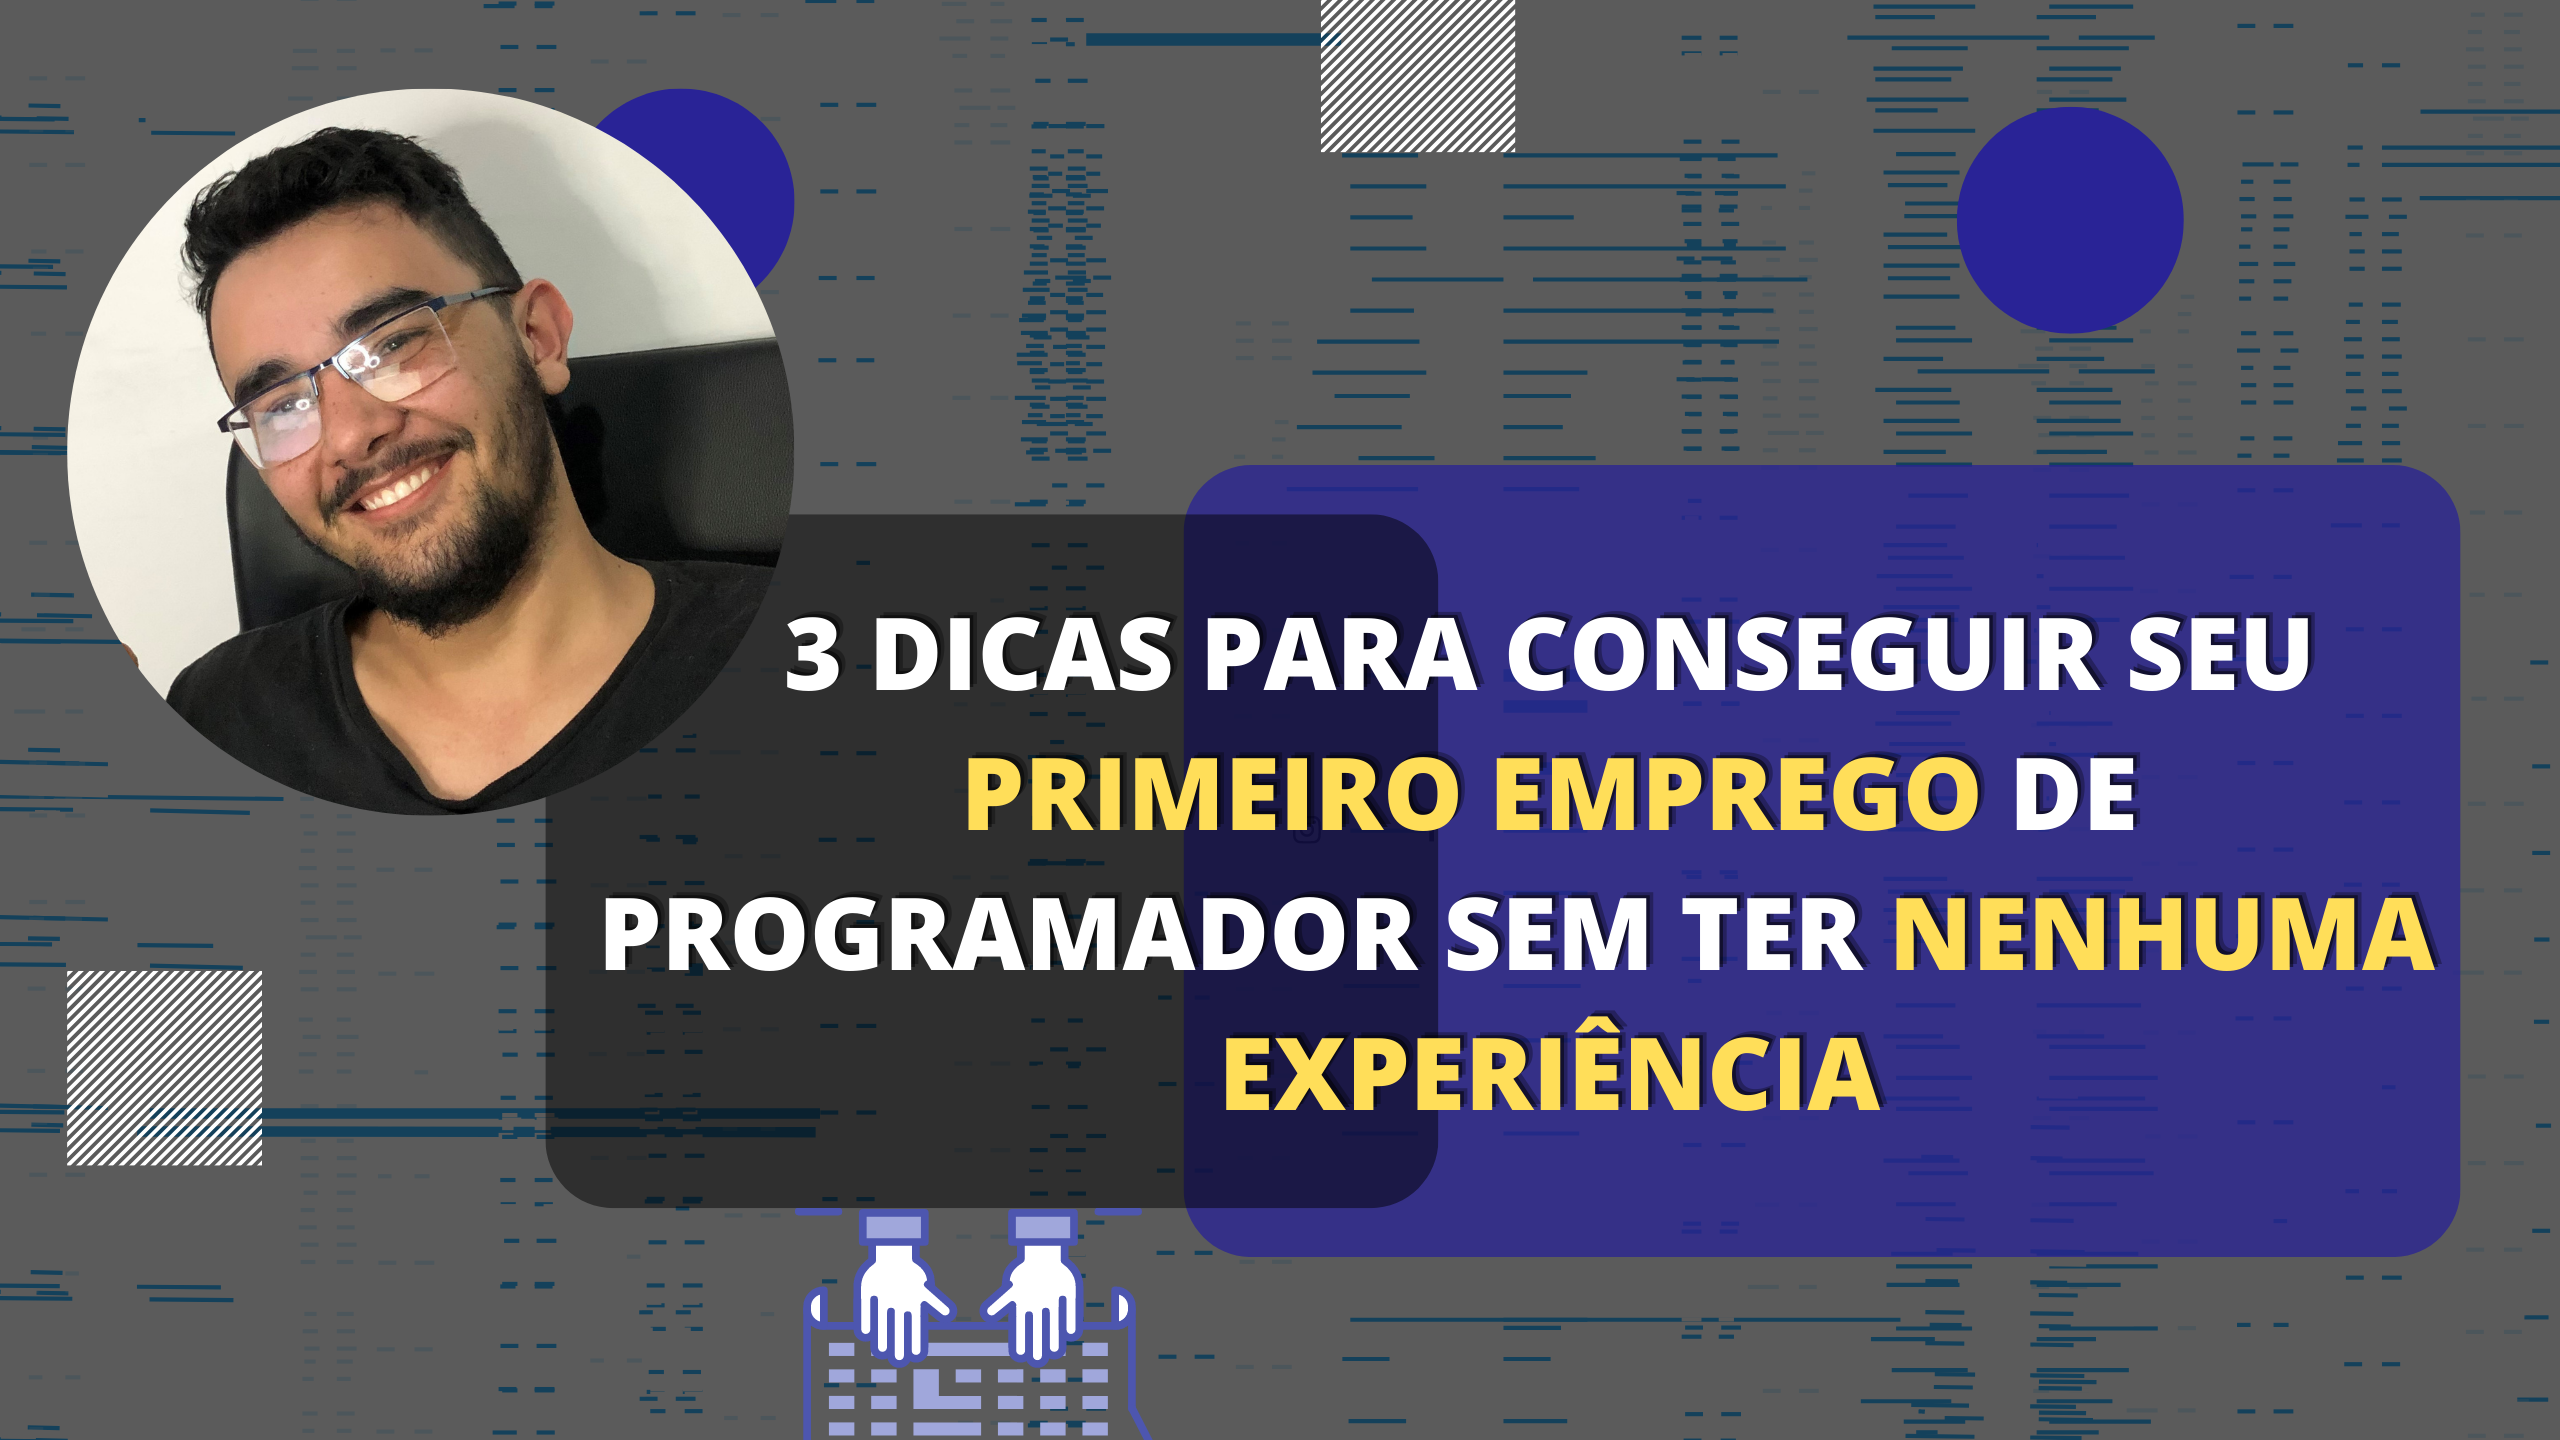 3 DICAS PARA CONSEGUIR SEU
PRIMEIRO EMPREGO DE
PROGRAMADOR SEM TER NENHUMA
EXPERIÊNCIA